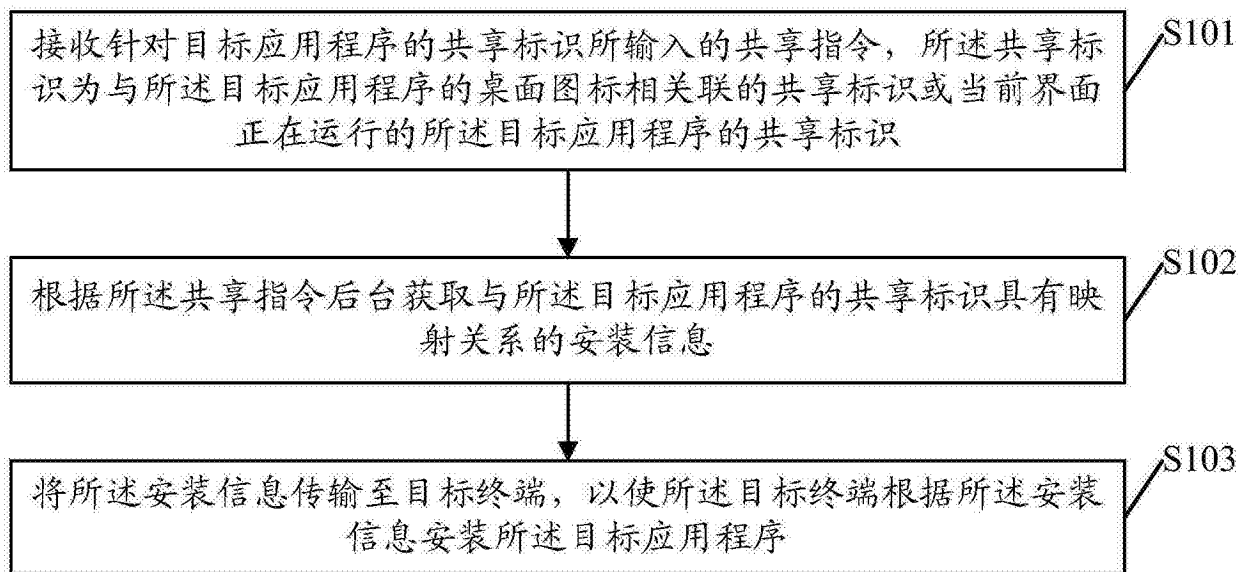 接收针对目标应用程序的共享标识所输入的共享指令，所述共享标
识为与所述目标应用程序的桌面图标相关联的共享标识或当前界面
正在运行的所述目标应用程序的共享标识
S101
根据所述共享指令后台获取与所述目标应用程序的共享标识具有映
射关系的安装信息
S102
将所述安装信息传输至目标终端，以使所述目标终端根据所述安装
信息安装所述目标应用程序
S103